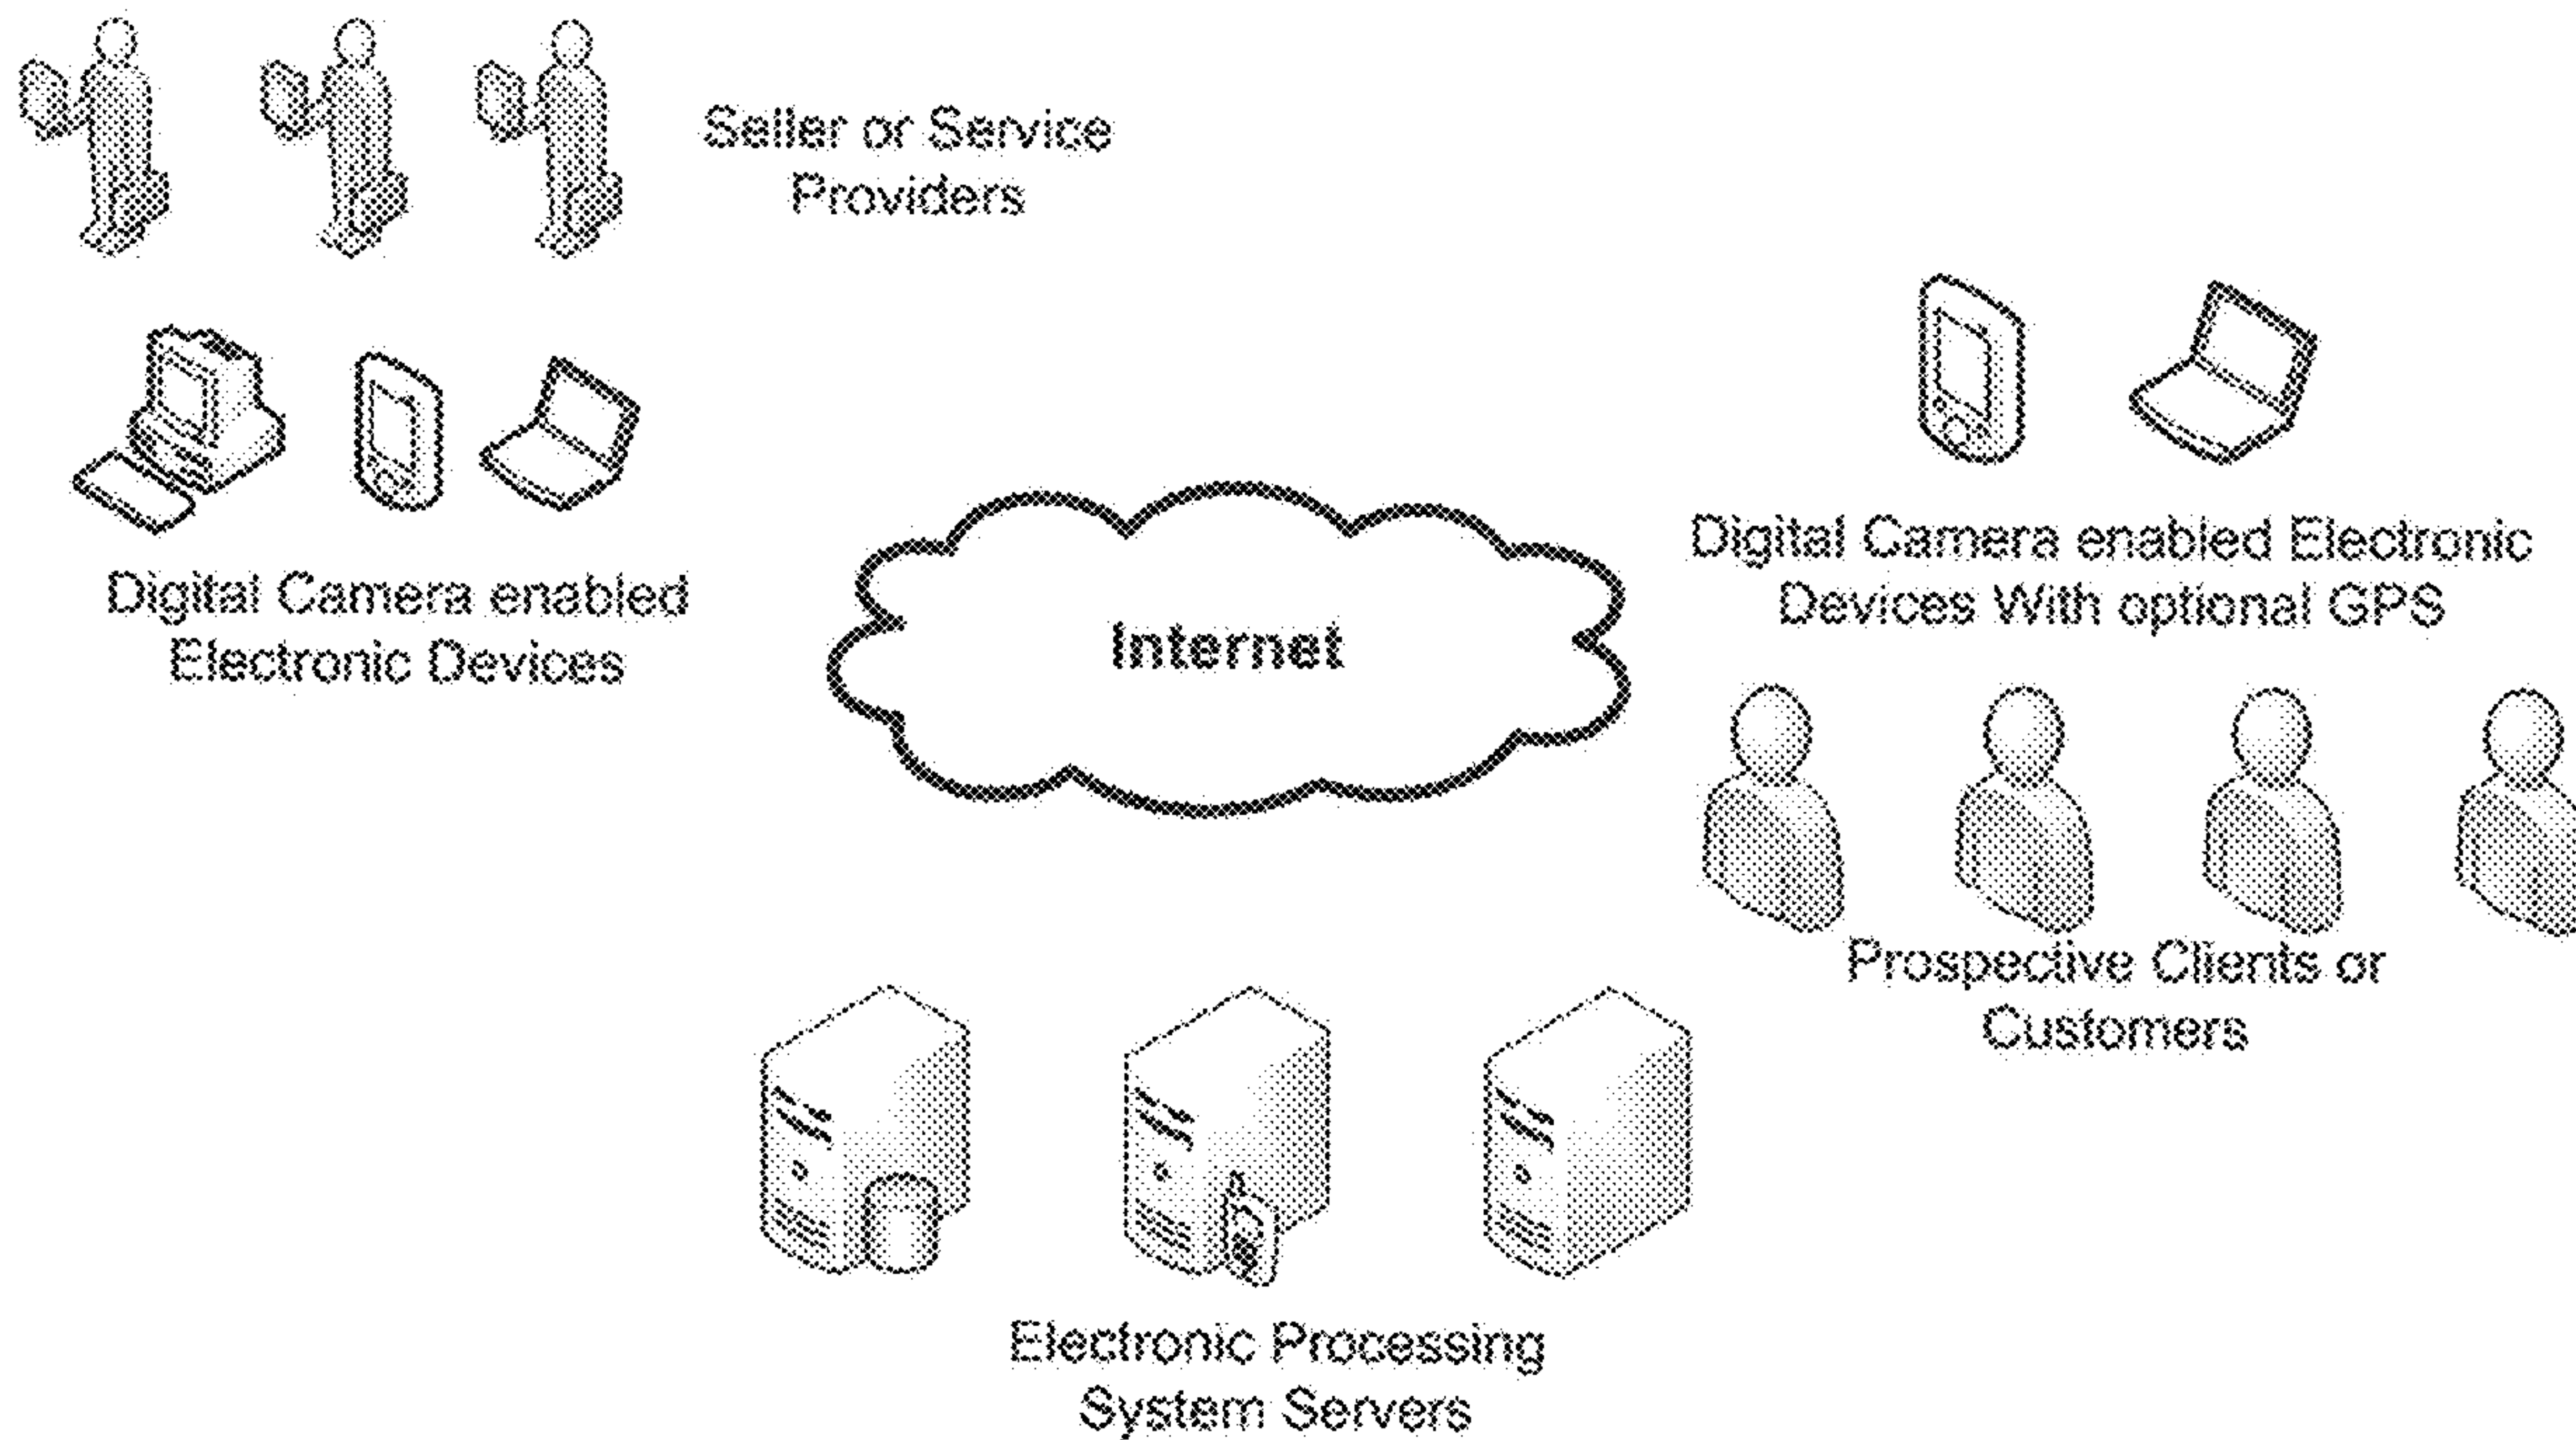 Seller or Service
Providers
Digital Camera enabled
Electronic Devices
Internet
Digital Camera enabled Electronic
Devices With optional GPS
Prospective Clients or
Customers
Electronic Processing
System Servers